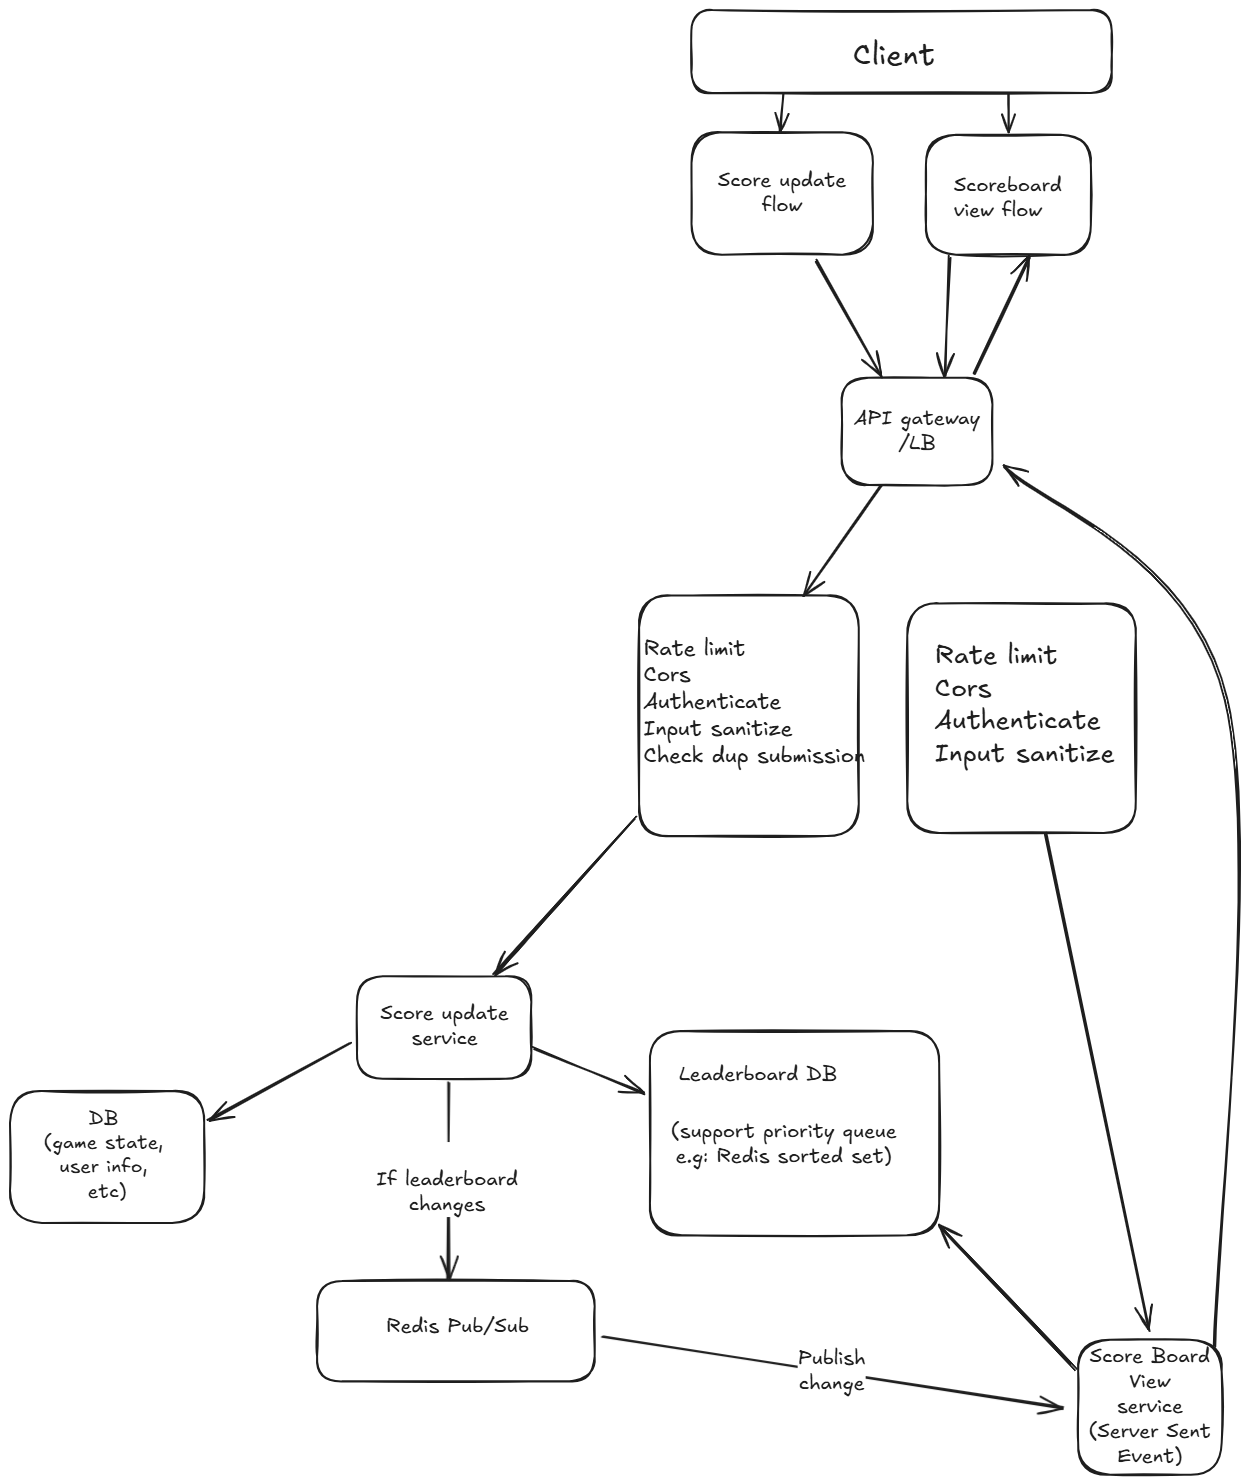 Client
Score update
flow
Scoreboard
view flow
API gateway
/LB
Rate limit
Cors
Authenticate
Input sanitize
Check dup submission
Rate limit
Cors
Authenticate
Input sanitize
Score update
service
Leaderboard DB
(support priority queue
e.g: Redis sorted set)
DB
(game state,
user info,
etc)
If leaderboard
changes
Redis Pub/Sub
Publish
change
Score Board
View
service
(Server Sent
Event)